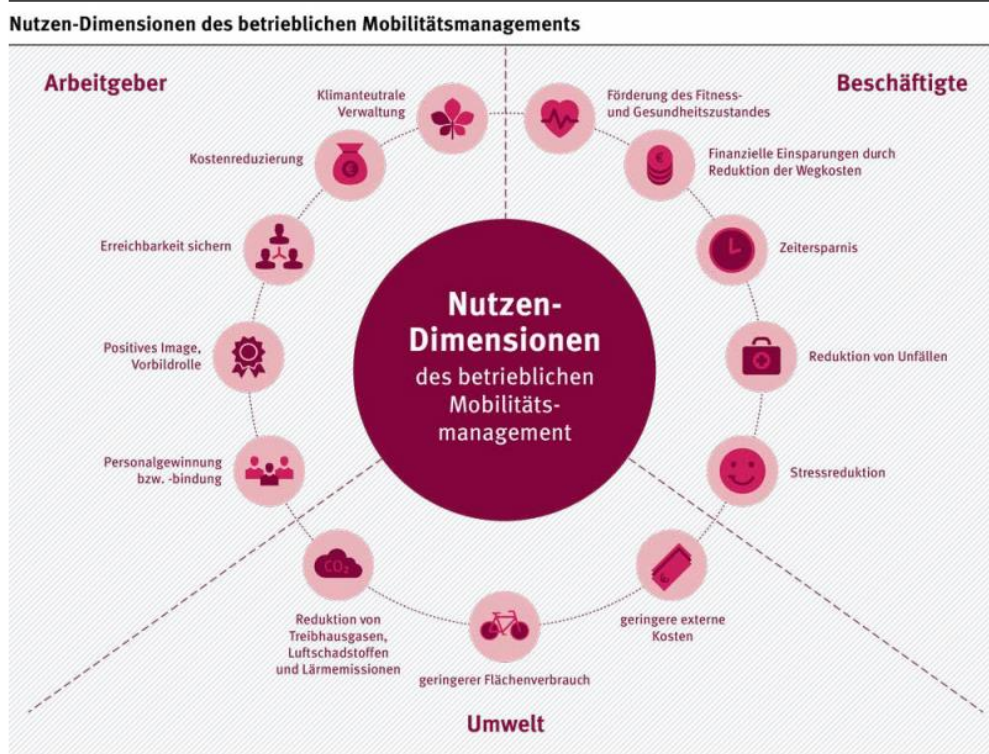 Nutzen-Dimensionen des betrieblichen Mobilitätsmanagements
Arbeitgeber
Beschäftigte
Klimaneutrale
Verwaltung
Kostenreduzierung
Erreichbarkeit sichern
Positives Image,
Vorbildrolle
Personalgewinnung
bzw. -bindung
Förderung des Fitness-
und Gesundheitszustandes
Finanzielle Einsparungen durch
Reduktion der Wegkosten
Zeitersparnis
Reduktion von Unfällen
Stressreduktion
Nutzen-
Dimensionen
des betrieblichen
Mobilitäts-
management
CO₂
Reduktion von
Treibhausgasen,
Luftschadstoffen
und Lärmemissionen
geringerer Flächenverbrauch
geringere externe
Kosten
Umwelt